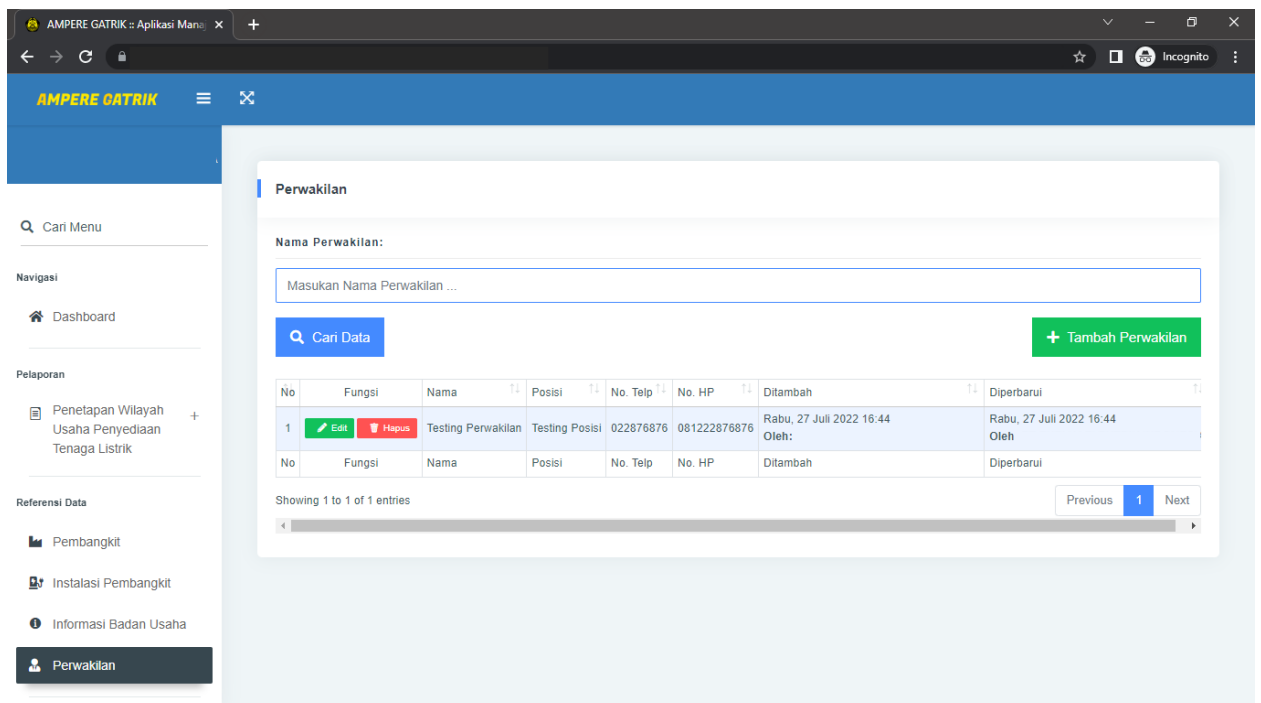 AMPERE GATRIK :: Aplikasi Mana
Incognito
AMPERE GATRIK
Cari Menu
Navigasi
Dashboard
Pelaporan
Penetapan Wilayah
Usaha Penyediaan
Tenaga Listrik
Referensi Data
Pembangkit
Instalasi Pembangkit
Informasi Badan Usaha
Perwakilan
Perwakilan
Nama Perwakilan:
Masukan Nama Perwakilan ...
Cari Data
Tambah Perwakilan
No Fungsi Nama Posisi No. Telp No. HP Ditambah Diperbarui
1 Edit Hapus Testing Perwakilan Testing Posisi 022876876 081222876876 Rabu, 27 Juli 2022 16:44 Rabu, 27 Juli 2022 16:44
Oleh: Oleh
No Fungsi Nama Posisi No. Telp No. HP Ditambah Diperbarui
Showing 1 to 1 of 1 entries
Previous 1 Next